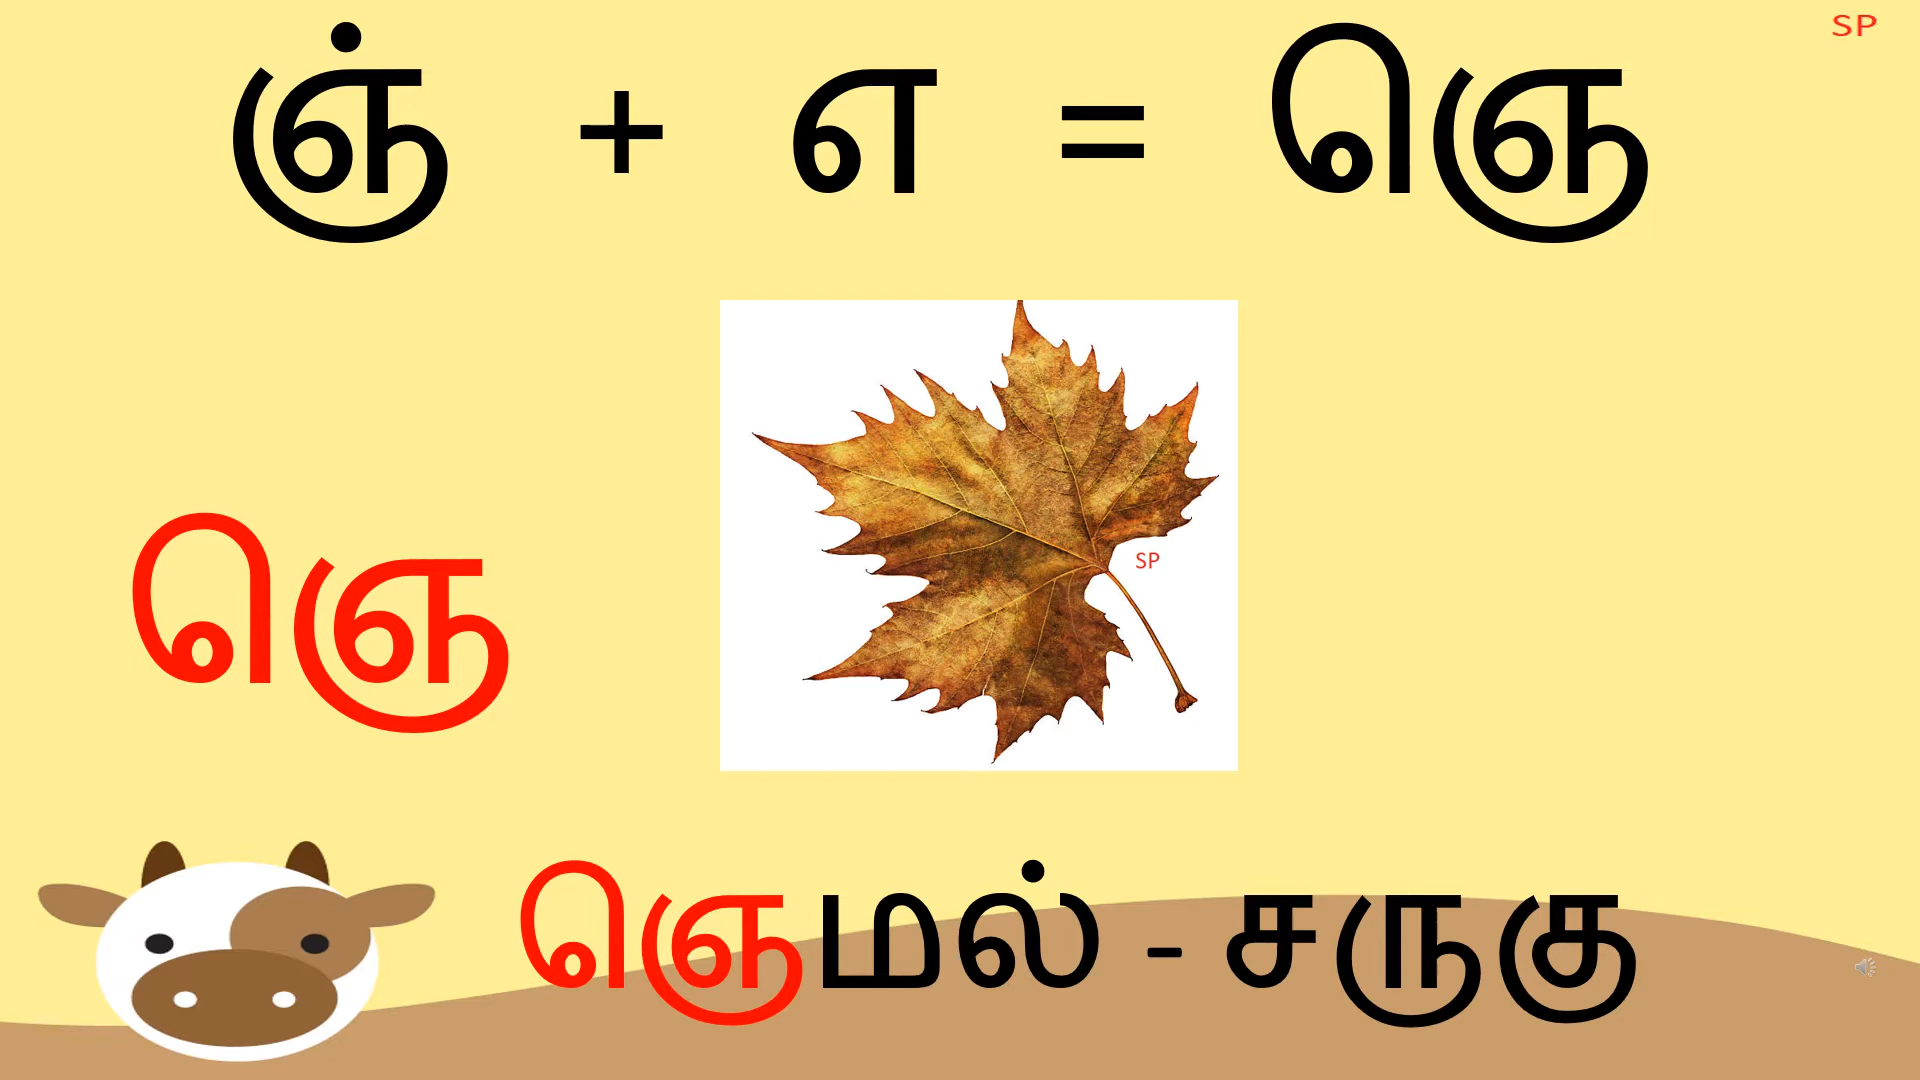 SP
ஞ் + எ = ஞெ
SP
ஞெ
ஞெமல் - சருகு